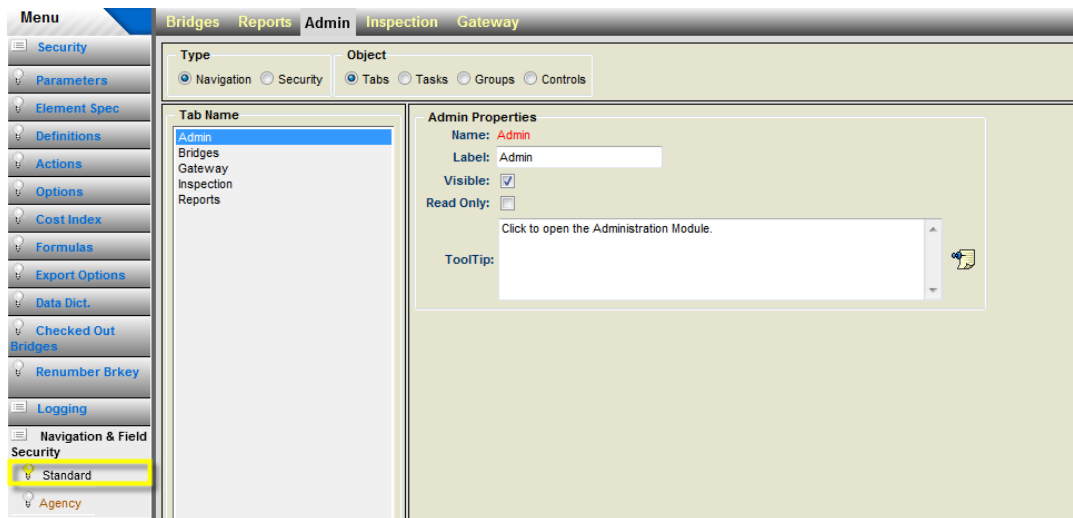 Menu
Bridges Reports Admin Inspection Gateway
Security
Parameters
Element Spec
Definitions
Actions
Options
Cost Index
Formulas
Export Options
Data Dict.
Checked Out
Bridges
Renumber Brkey
Logging
Navigation & Field
Security
Standard
Agency
Type
Navigation Security
Object
Tabs Tasks Groups Controls
Tab Name
Admin
Bridges
Gateway
Inspection
Reports
Admin Properties
Name: Admin
Label: Admin
Visible:
Read Only:
ToolTip: Click to open the Administration Module.